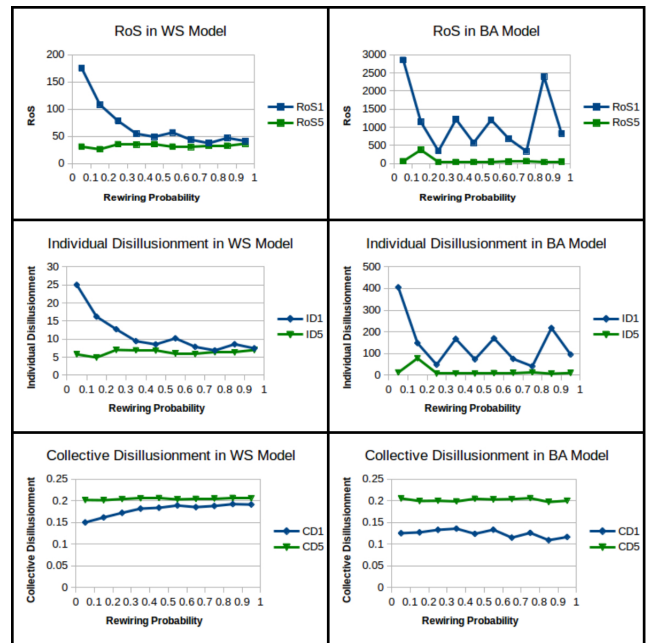 RoS in WS Model
200
150
100
50
0
RoS
0 0.1 0.2 0.3 0.4 0.5 0.6 0.7 0.8 0.9 1
Rewiring Probability
RoS1
RoS5
RoS in BA Model
3000
2500
2000
1500
1000
500
0
RoS
0 0.1 0.2 0.3 0.4 0.5 0.6 0.7 0.8 0.9 1
Rewiring Probability
RoS1
RoS5
Individual Disillusionment in WS Model
30
25
20
15
10
5
0
Individual Disillusionment
0 0.1 0.2 0.3 0.4 0.5 0.6 0.7 0.8 0.9 1
Rewiring Probability
ID1
ID5
Individual Disillusionment in BA Model
500
400
300
200
100
0
Individual Disillusionment
0 0.1 0.2 0.3 0.4 0.5 0.6 0.7 0.8 0.9 1
Rewiring Probability
ID1
ID5
Collective Disillusionment in WS Model
0.25
0.2
0.15
0.1
0.05
0
Collective Disillusionment
0 0.1 0.2 0.3 0.4 0.5 0.6 0.7 0.8 0.9 1
Rewiring Probability
CD1
CD5
Collective Disillusionment in BA Model
0.25
0.2
0.15
0.1
0.05
0
Collective Disillusionment
0 0.1 0.2 0.3 0.4 0.5 0.6 0.7 0.8 0.9 1
Rewiring Probability
CD1
CD5